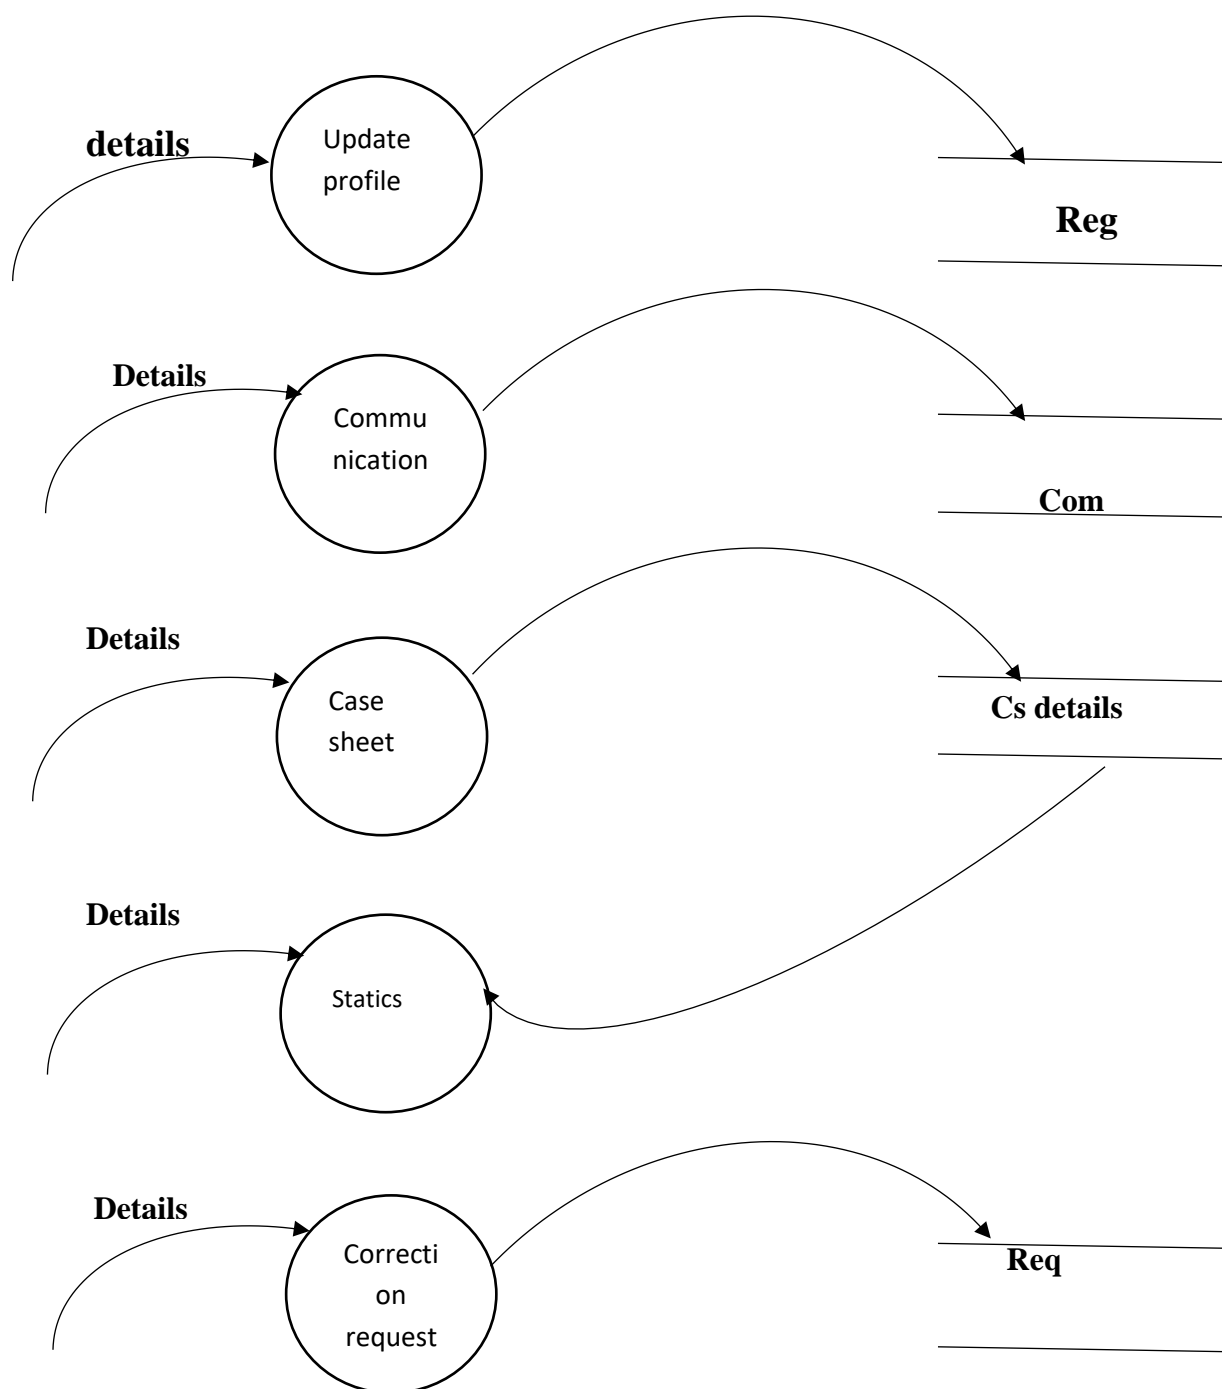 details
Update
profile
Reg
Details
Commu
nication
Com
Details
Case
sheet
Cs details
Details
Statics
Details
Correcti
on
request
Req